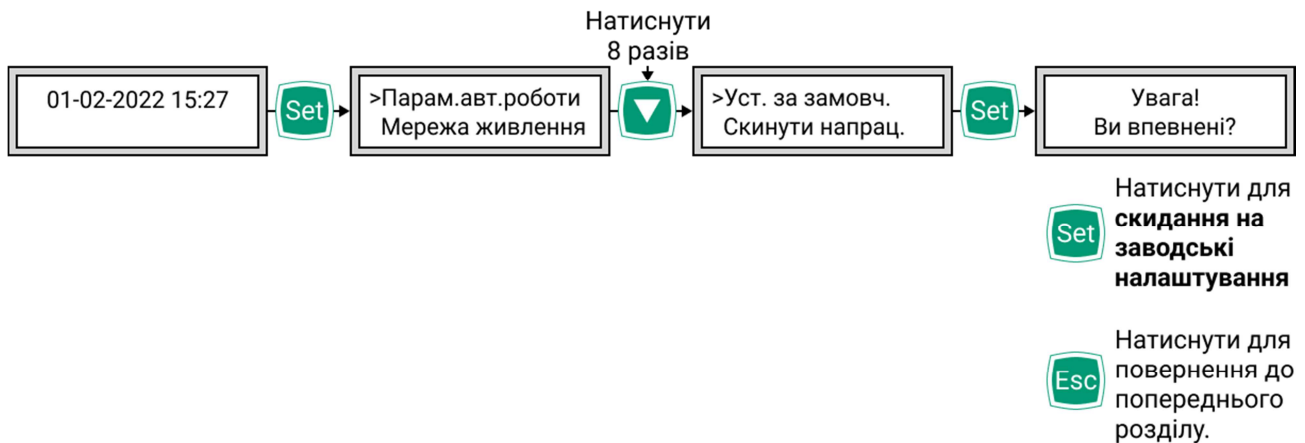 Натиснути
8 разів
01-02-2022 15:27
Set
>Парам.авт.роботи
Мережа живлення
>Уст. за замовч.
Скинути напрац.
Set
Увага!
Ви впевнені?
Set
Натиснути для
скидання на
заводські
налаштування
Esc
Натиснути для
повернення до
попереднього
розділу.